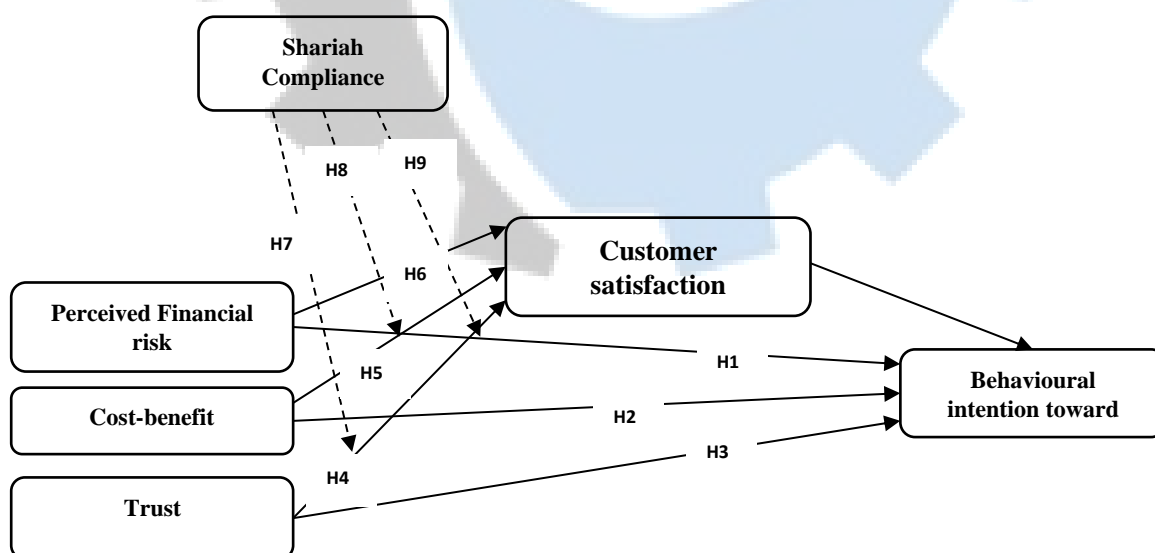 Shariah
Compliance
H8
H9
H7
Customer
satisfaction
H6
Perceived Financial
risk
H1
H5
Behavioural
intention toward
Cost-benefit
H2
H3
H4
Trust